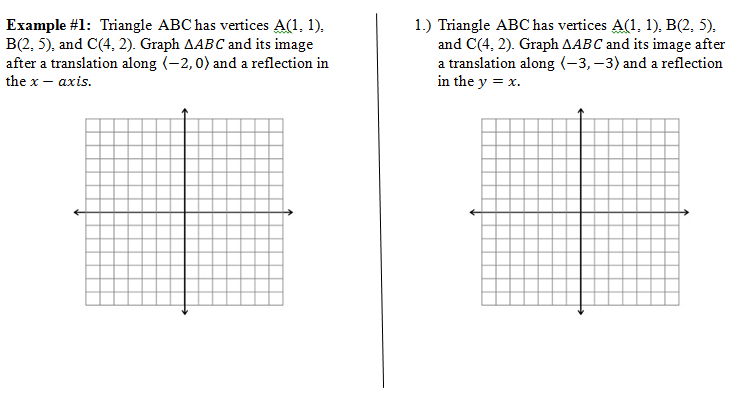 Example #1: Triangle ABC has vertices A(1, 1),
B(2, 5), and C(4, 2). Graph ΔABC and its image
after a translation along ⟨−2, 0⟩ and a reflection in
the x − axis.
1.) Triangle ABC has vertices A(1, 1), B(2, 5),
and C(4, 2). Graph ΔABC and its image after
a translation along ⟨−3, −3⟩ and a reflection
in the y = x.